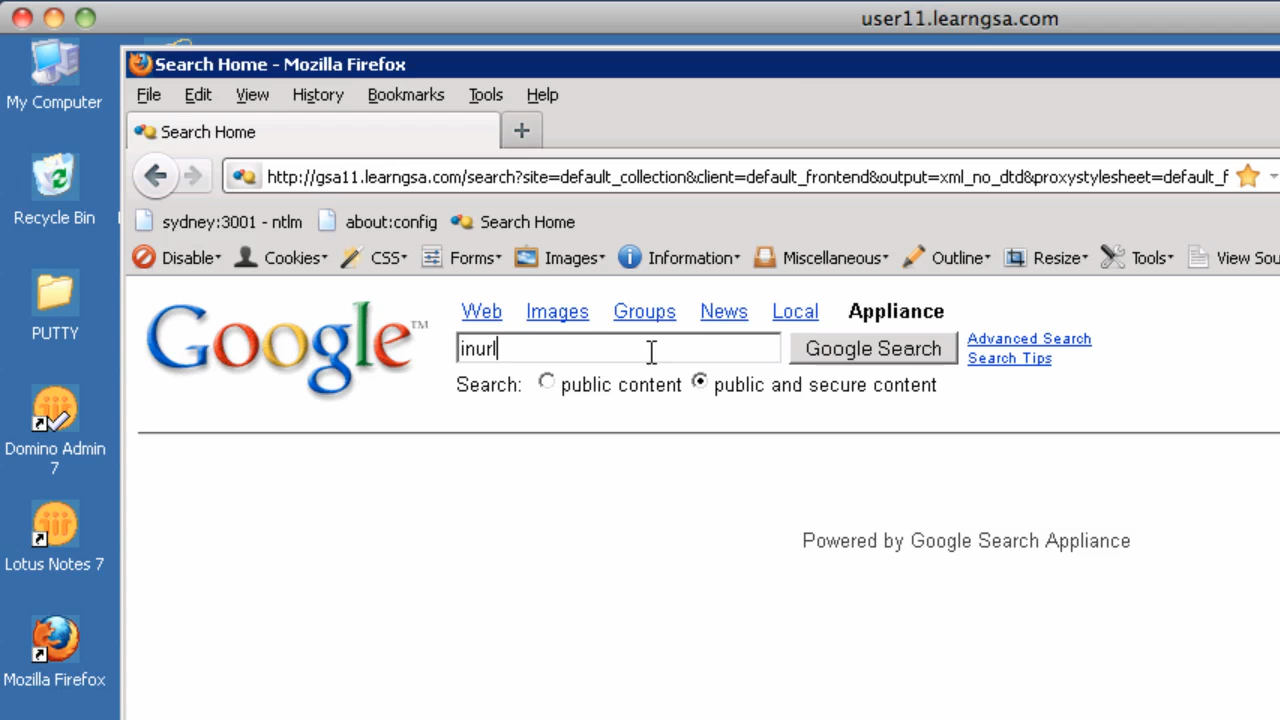 user11.learngsa.com
My Computer
Recycle Bin
PUTTY
Domino Admin
7
Lotus Notes 7
Mozilla Firefox
Search Home - Mozilla Firefox
File Edit View History Bookmarks Tools Help
Search Home
http://gsa11.learngsa.com/search?site=default_collection&client=default_frontend&output=xml_no_dtd&proxystylesheet=default_f
sydney:3001 - ntlm about:config Search Home
Disable Cookies CSS Forms Images Information Miscellaneous Outline Resize Tools View Sou
Google™
Web Images Groups News Local Appliance
inurl Google Search Advanced Search
Search Tips
Search: public content public and secure content
Powered by Google Search Appliance